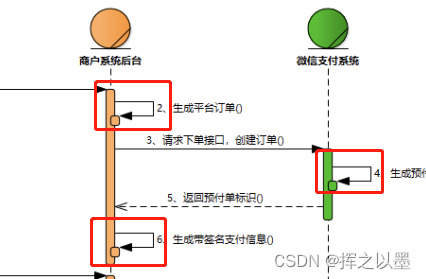 商户系统后台
微信支付系统
2、生成平台订单()
3、请求下单接口，创建订单()
4、生成预付
5、返回预付单标识()
6、生成带签名支付信息()
CSDN @挥之以墨